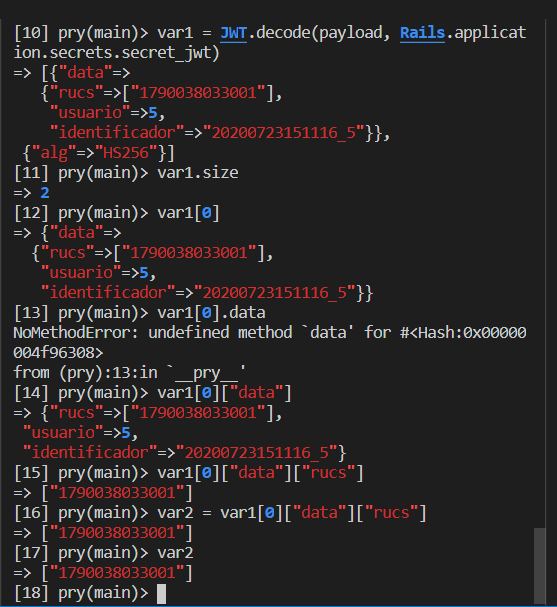 [10] pry(main)> var1 = JWT.decode(payload, Rails.applicat
ion.secrets.secret_jwt)
=> [{"data"=>
   {"rucs"=>["1790038033001"],
    "usuario"=>5,
    "identificador"=>"20200723151116_5"}},
 {"alg"=>"HS256"}]
[11] pry(main)> var1.size
=> 2
[12] pry(main)> var1[0]
=> {"data"=>
  {"rucs"=>["1790038033001"],
   "usuario"=>5,
   "identificador"=>"20200723151116_5"}}
[13] pry(main)> var1[0].data
NoMethodError: undefined method `data' for #<Hash:0x00000
004f96308>
from (pry):13:in `__pry__'
[14] pry(main)> var1[0]["data"]
=> {"rucs"=>["1790038033001"],
 "usuario"=>5,
 "identificador"=>"20200723151116_5"}
[15] pry(main)> var1[0]["data"]["rucs"]
=> ["1790038033001"]
[16] pry(main)> var2 = var1[0]["data"]["rucs"]
=> ["1790038033001"]
[17] pry(main)> var2
=> ["1790038033001"]
[18] pry(main)>